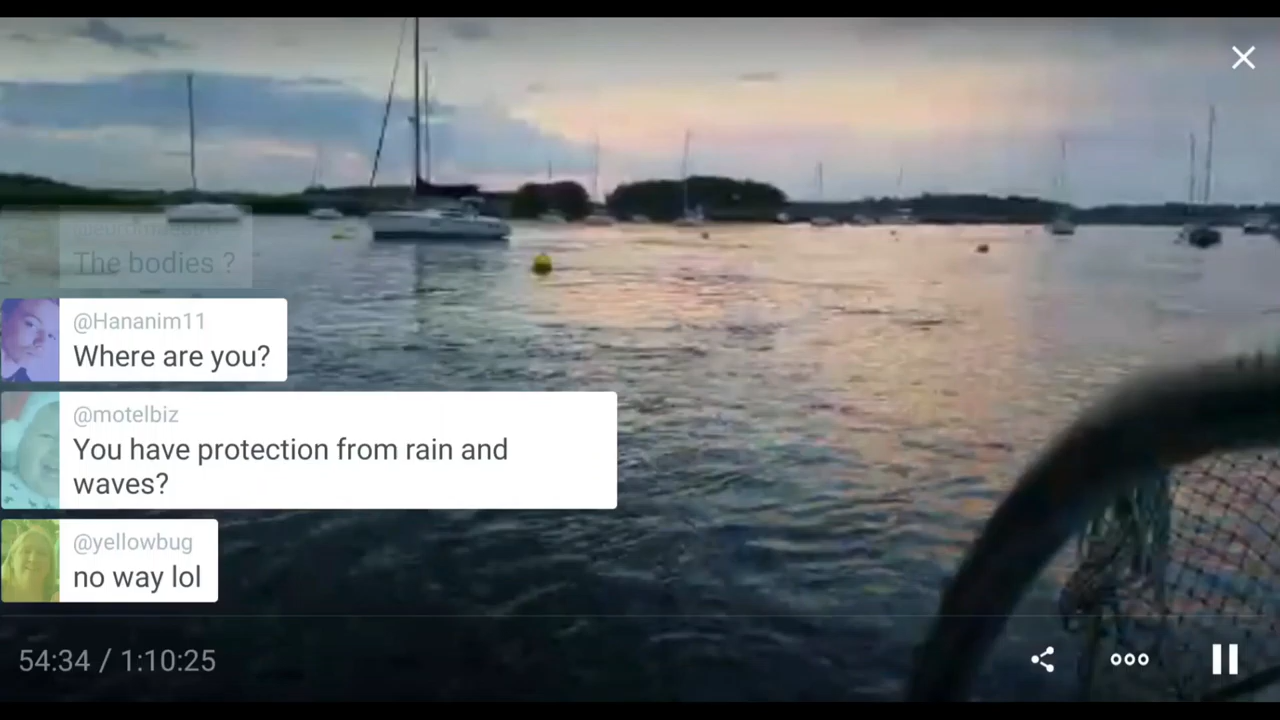 The bodies ?
@Hananim11
Where are you?
@motelbiz
You have protection from rain and
waves?
@yellowbug
no way lol
54:34 / 1:10:25